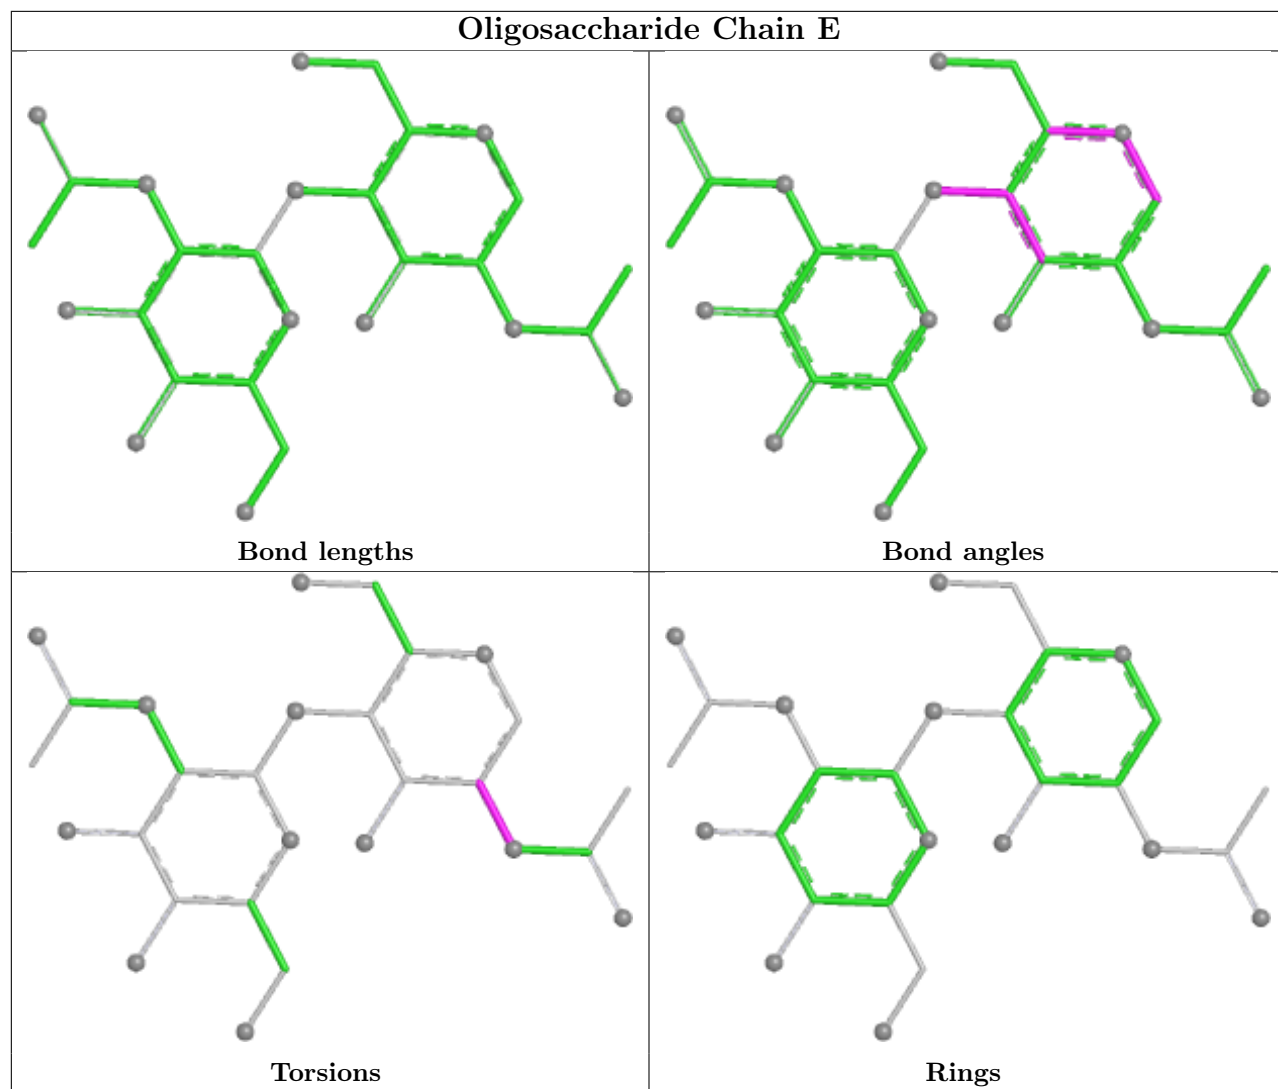 Oligosaccharide Chain E
Bond lengths
Bond angles
Torsions
Rings